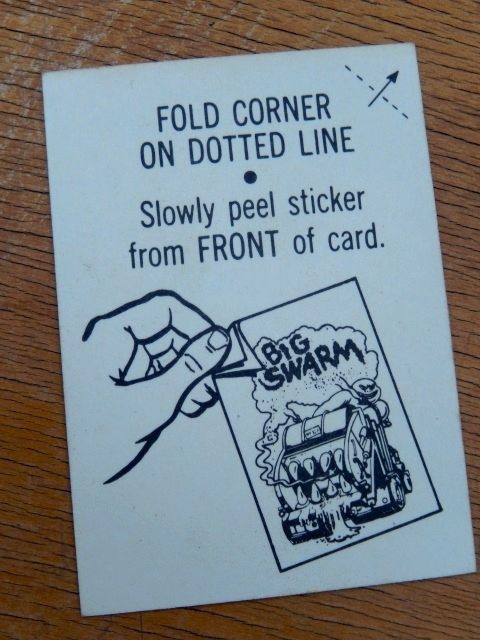 FOLD CORNER
ON DOTTED LINE
Slowly peel sticker
from FRONT of card.
BIG
SWARM